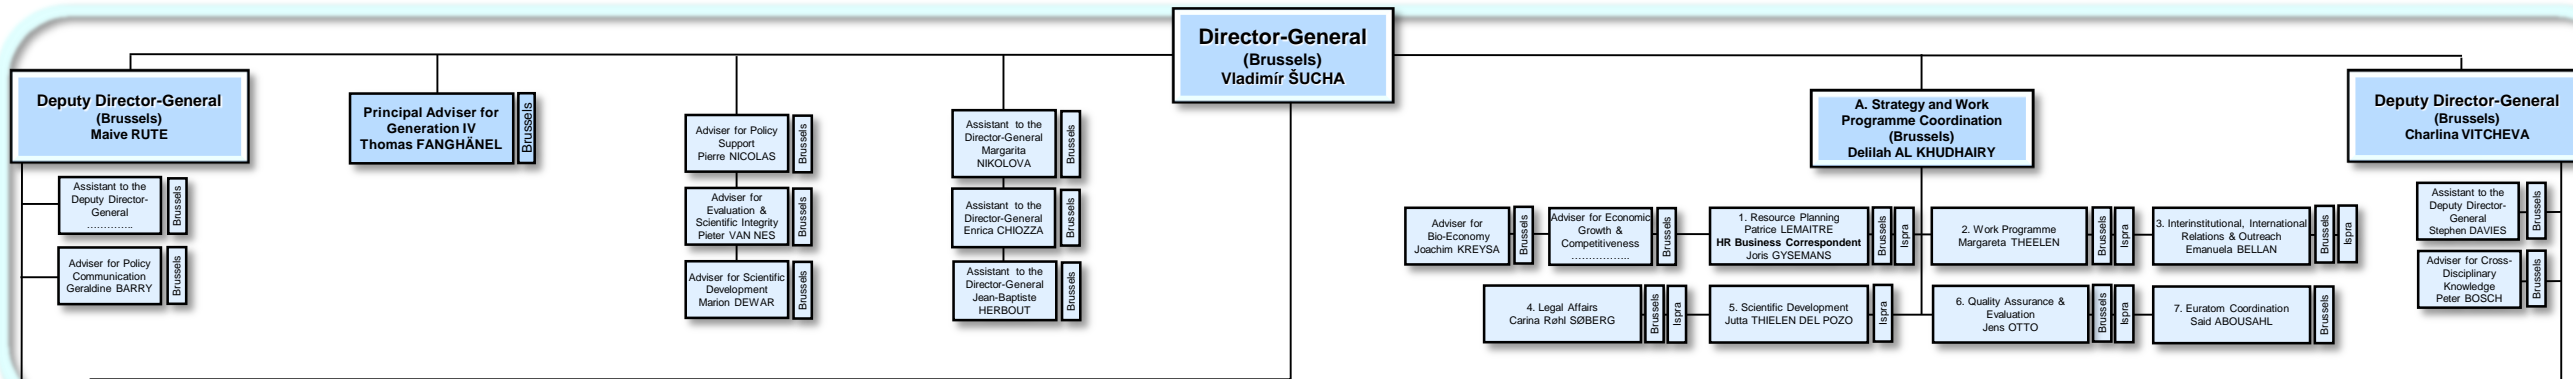 Director-General
(Brussels)
Vladimír ŠUCHA
Deputy Director-General
(Brussels)
Maive RUTE
Assistant to the
Deputy Director-
General
…………..
Brussels
Adviser for Policy
Communication
Geraldine BARRY
Brussels
Principal Adviser for
Generation IV
Thomas FANGHÄNEL
Brussels
Adviser for Policy
Support
Pierre NICOLAS
Brussels
Adviser for
Evaluation &
Scientific Integrity
Pieter VAN NES
Brussels
Adviser for Scientific
Development
Marion DEWAR
Brussels
Assistant to the
Director-General
Margarita
NIKOLOVA
Brussels
Assistant to the
Director-General
Enrica CHIOZZA
Brussels
Assistant to the
Director-General
Jean-Baptiste
HERBOUT
Brussels
A. Strategy and Work
Programme Coordination
(Brussels)
Delilah AL KHUDHAIRY
Adviser for
Bio-Economy
Joachim KREYSA
Brussels
Adviser for Economic
Growth &
Competitiveness
……………..
Brussels
1. Resource Planning
Patrice LEMAITRE
HR Business Correspondent
Joris GYSEMANS
Brussels
Ispra
2. Work Programme
Margareta THEELEN
Brussels
Ispra
3. Interinstitutional, International
Relations & Outreach
Emanuela BELLAN
Brussels
Ispra
4. Legal Affairs
Carina Røhl SØBERG
Brussels
Ispra
5. Scientific Development
Jutta THIELEN DEL POZO
Ispra
6. Quality Assurance &
Evaluation
Jens OTTO
Brussels
Ispra
7. Euratom Coordination
Said ABOUSAHL
Brussels
Deputy Director-General
(Brussels)
Charlina VITCHEVA
Assistant to the
Deputy Director-
General
Stephen DAVIES
Brussels
Adviser for Cross-
Disciplinary
Knowledge
Peter BOSCH
Brussels